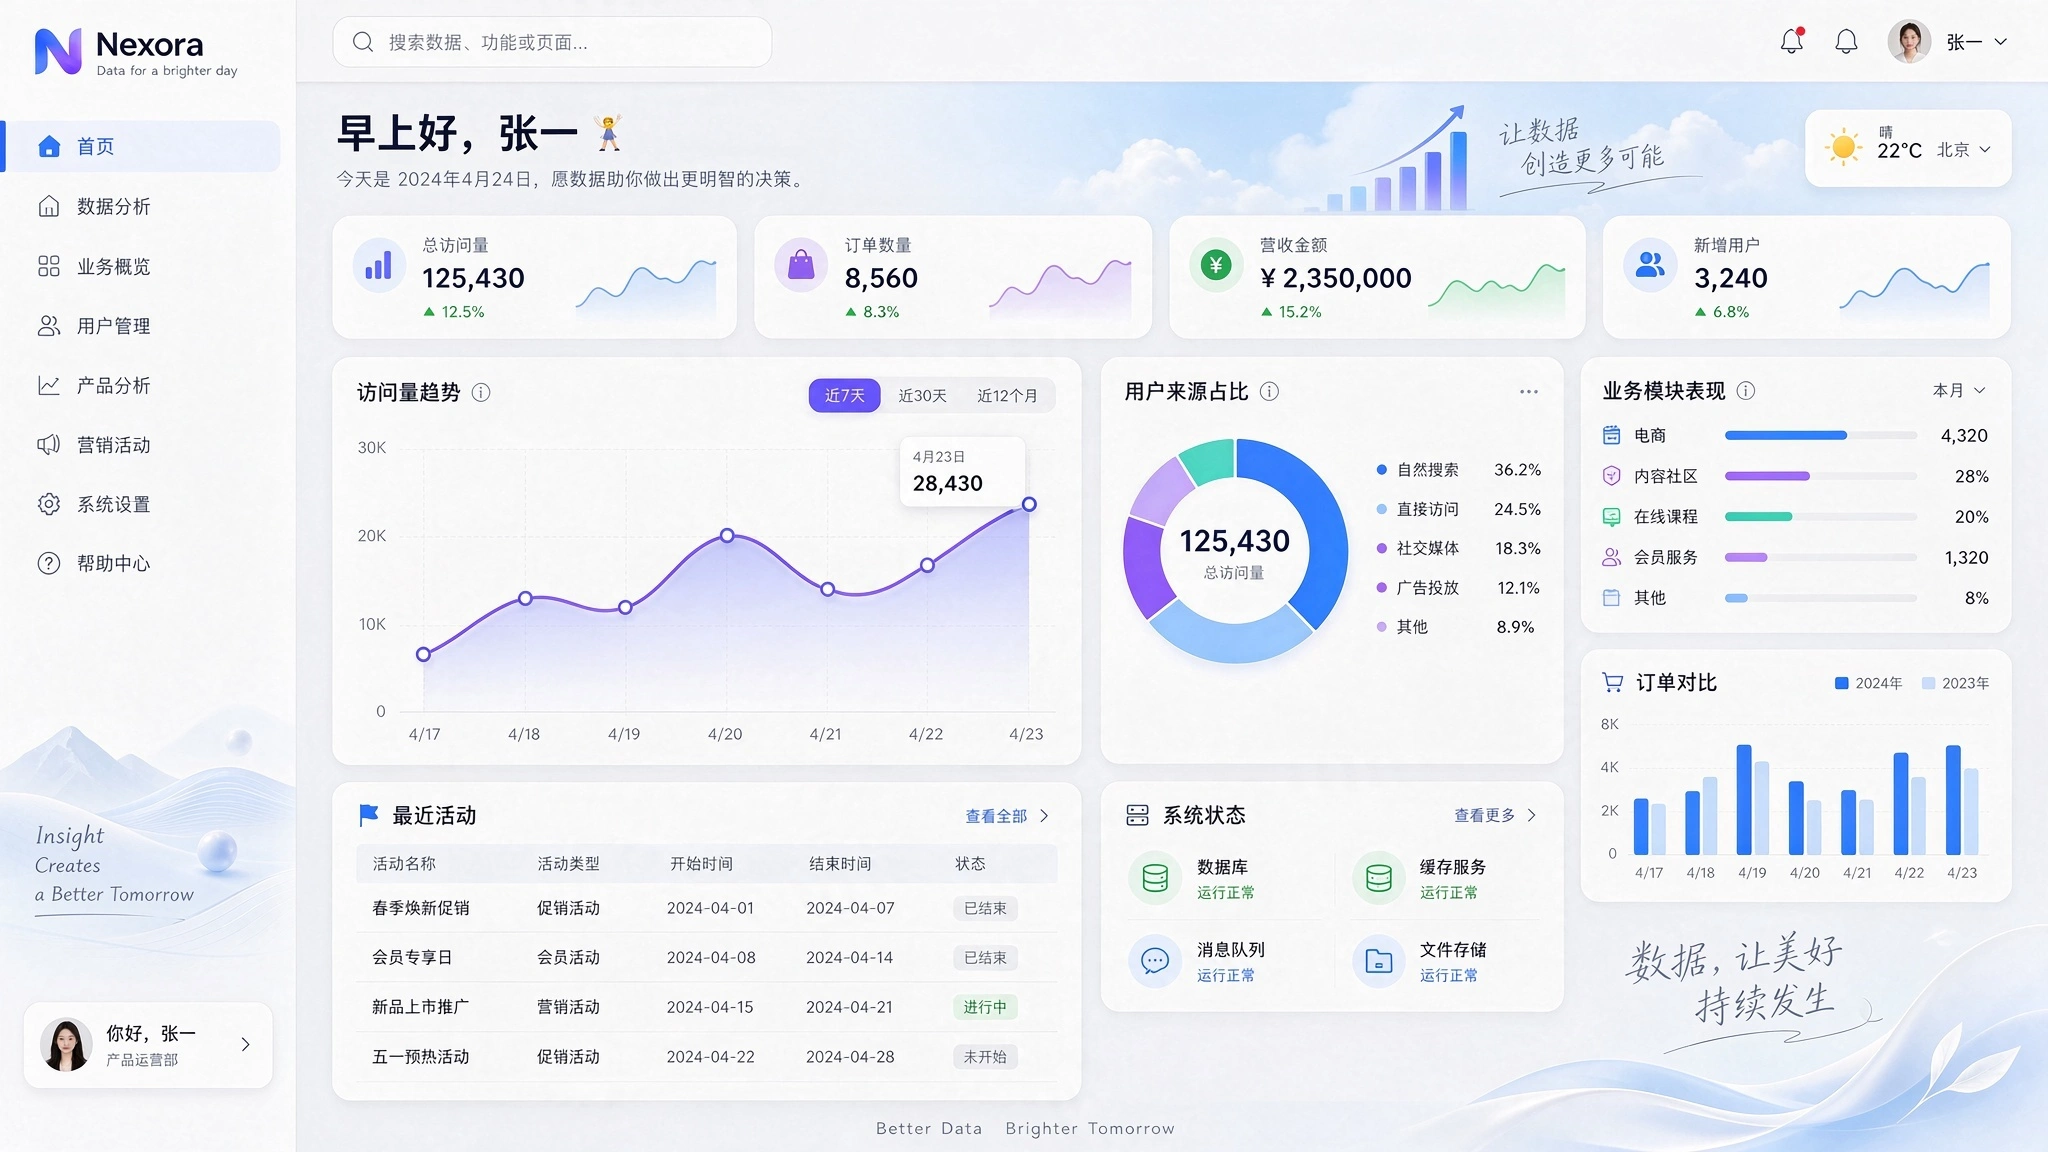 Nexora
Data for a brighter day
首页
数据分析
业务概览
用户管理
产品分析
营销活动
系统设置
帮助中心
Insight
Creates
a Better Tomorrow
你好，张一
产品运营部
搜索数据、功能或页面...
张一
早上好，张一
今天是 2024年4月24日，愿数据助你做出更明智的决策。
让数据
创造更多可能
晴
22°C 北京
总访问量
125,430
12.5%
订单数量
8,560
8.3%
营收金额
¥ 2,350,000
15.2%
新增用户
3,240
6.8%
访问量趋势
近7天 近30天 近12个月
30K
20K
10K
0
4月23日
28,430
4/17 4/18 4/19 4/20 4/21 4/22 4/23
用户来源占比
125,430
总访问量
自然搜索 36.2%
直接访问 24.5%
社交媒体 18.3%
广告投放 12.1%
其他 8.9%
业务模块表现 本月
电商 4,320
内容社区 28%
在线课程 20%
会员服务 1,320
其他 8%
订单对比 2024年 2023年
8K
4K
2K
0
4/17 4/18 4/19 4/20 4/21 4/22 4/23
最近活动 查看全部
活动名称 活动类型 开始时间 结束时间 状态
春季焕新促销 促销活动 2024-04-01 2024-04-07 已结束
会员专享日 会员活动 2024-04-08 2024-04-14 已结束
新品上市推广 营销活动 2024-04-15 2024-04-21 进行中
五一预热活动 促销活动 2024-04-22 2024-04-28 未开始
系统状态 查看更多
数据库
运行正常
缓存服务
运行正常
消息队列
运行正常
文件存储
运行正常
数据，让美好
持续发生
Better Data Brighter Tomorrow